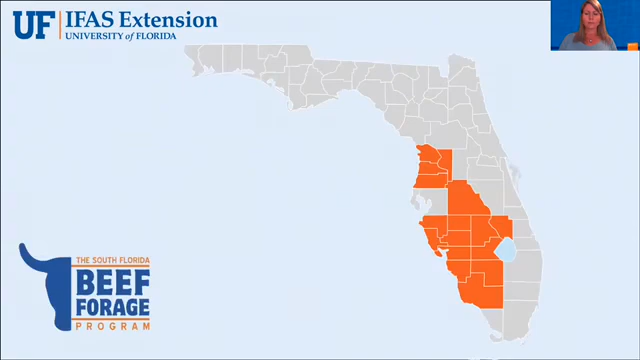 UF IFAS Extension
UNIVERSITY of FLORIDA
THE SOUTH FLORIDA
BEEF
FORAGE
PROGRAM